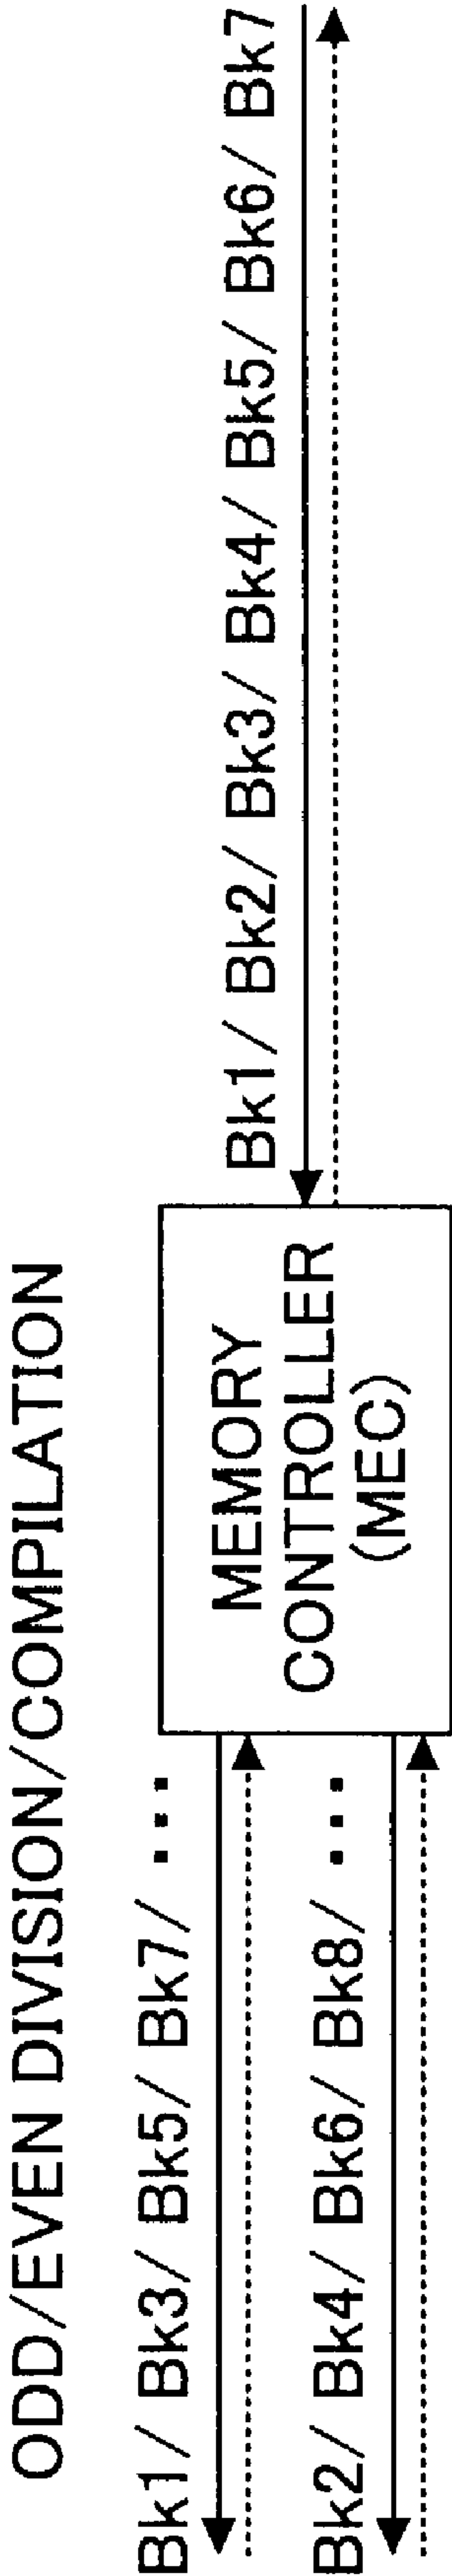 ODD/EVEN DIVISION/COMPILATION
Bk1/ Bk3/ Bk5/ Bk7/ ...
Bk2/ Bk4/ Bk6/ Bk8/ ...
MEMORY
CONTROLLER
(MEC)
Bk1/ Bk2/ Bk3/ Bk4/ Bk5/ Bk6/ Bk7